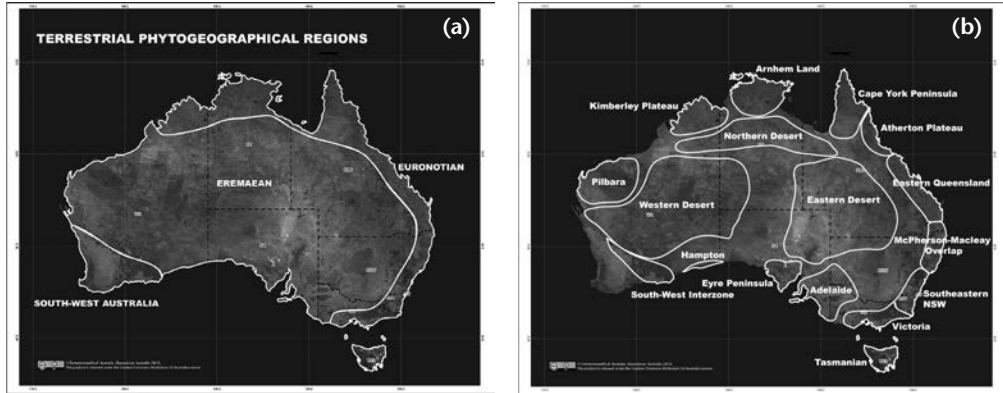 (a)
TERRESTRIAL PHYTOGEOGRAPHICAL REGIONS
EURONOTIAN
EREMAEAN
SOUTH-WEST AUSTRALIA
(b)
Arnhem Land
Cape York Peninsula
Kimberley Plateau
Atherton Plateau
Northern Desert
Pilbara
Eastern Queensland
Western Desert
Eastern Desert
McPherson-Macleay
Overlap
Hampton
Eyre Peninsula
Adelaide
South-West Interzone
Southeastern
NSW
Victoria
Tasmanian